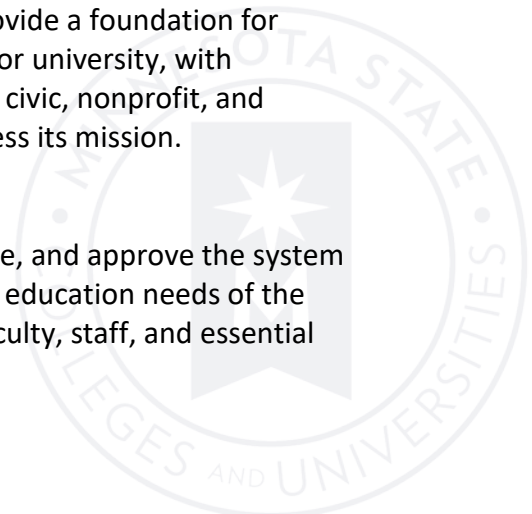 ovide a foundation for
or university, with
civic, nonprofit, and
ess its mission.
e, and approve the system
education needs of the
culty, staff, and essential
MINNESOTA STATE
COLLEGES AND UNIVERSITIES